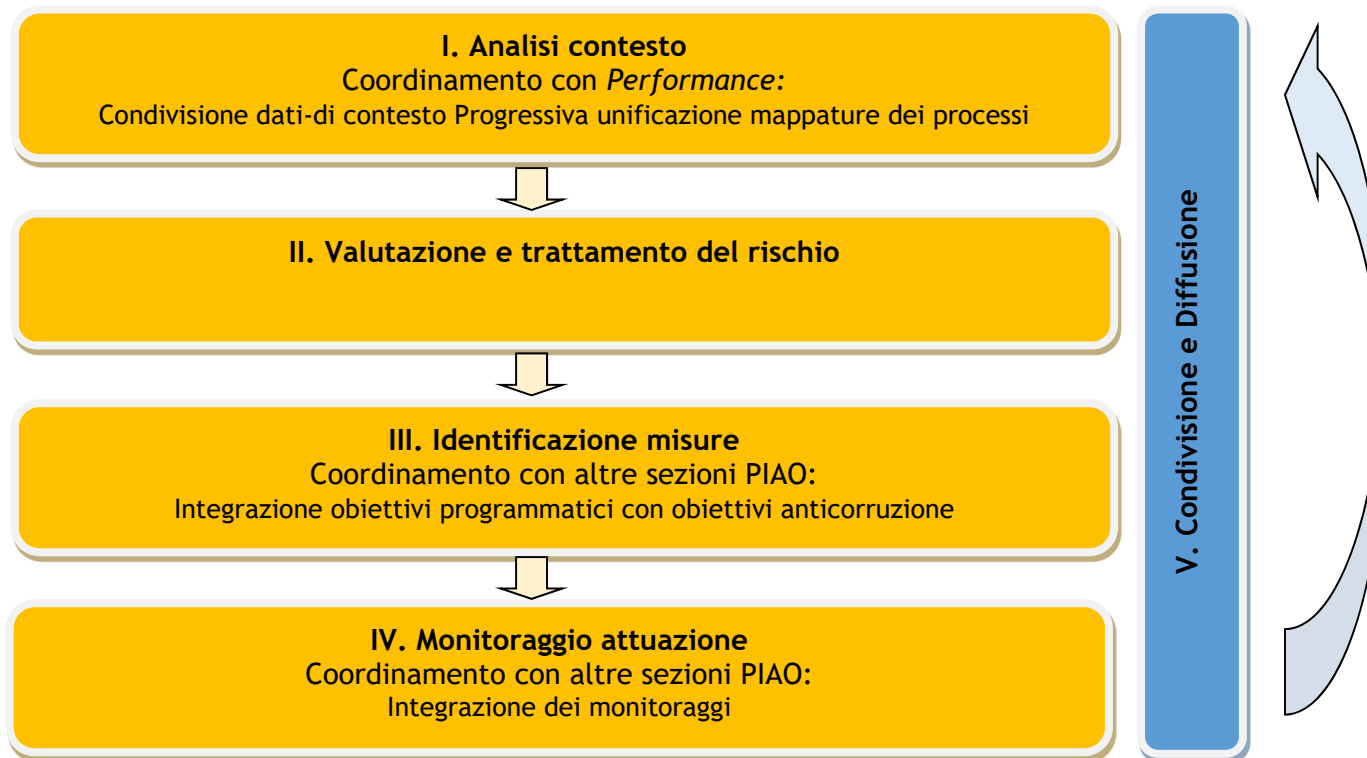 I. Analisi contesto
Coordinamento con Performance:
Condivisione dati-di contesto Progressiva unificazione mappature dei processi
II. Valutazione e trattamento del rischio
III. Identificazione misure
Coordinamento con altre sezioni PIAO:
Integrazione obiettivi programmatici con obiettivi anticorruzione
IV. Monitoraggio attuazione
Coordinamento con altre sezioni PIAO:
Integrazione dei monitoraggi
V. Condivisione e Diffusione